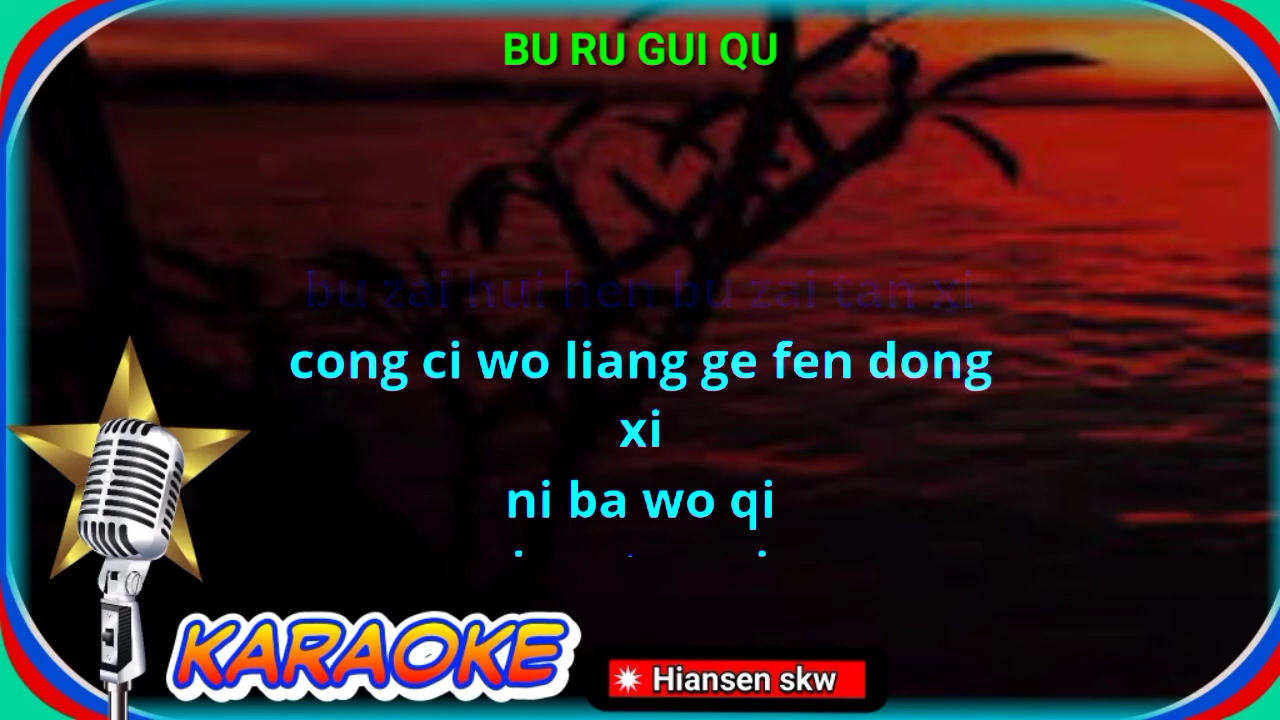 BU RU GUI QU
bu zai hui hen bu zai tan xi
cong ci wo liang ge fen dong
xi
ni ba wo qi
KARAOKE
Hiansen skw